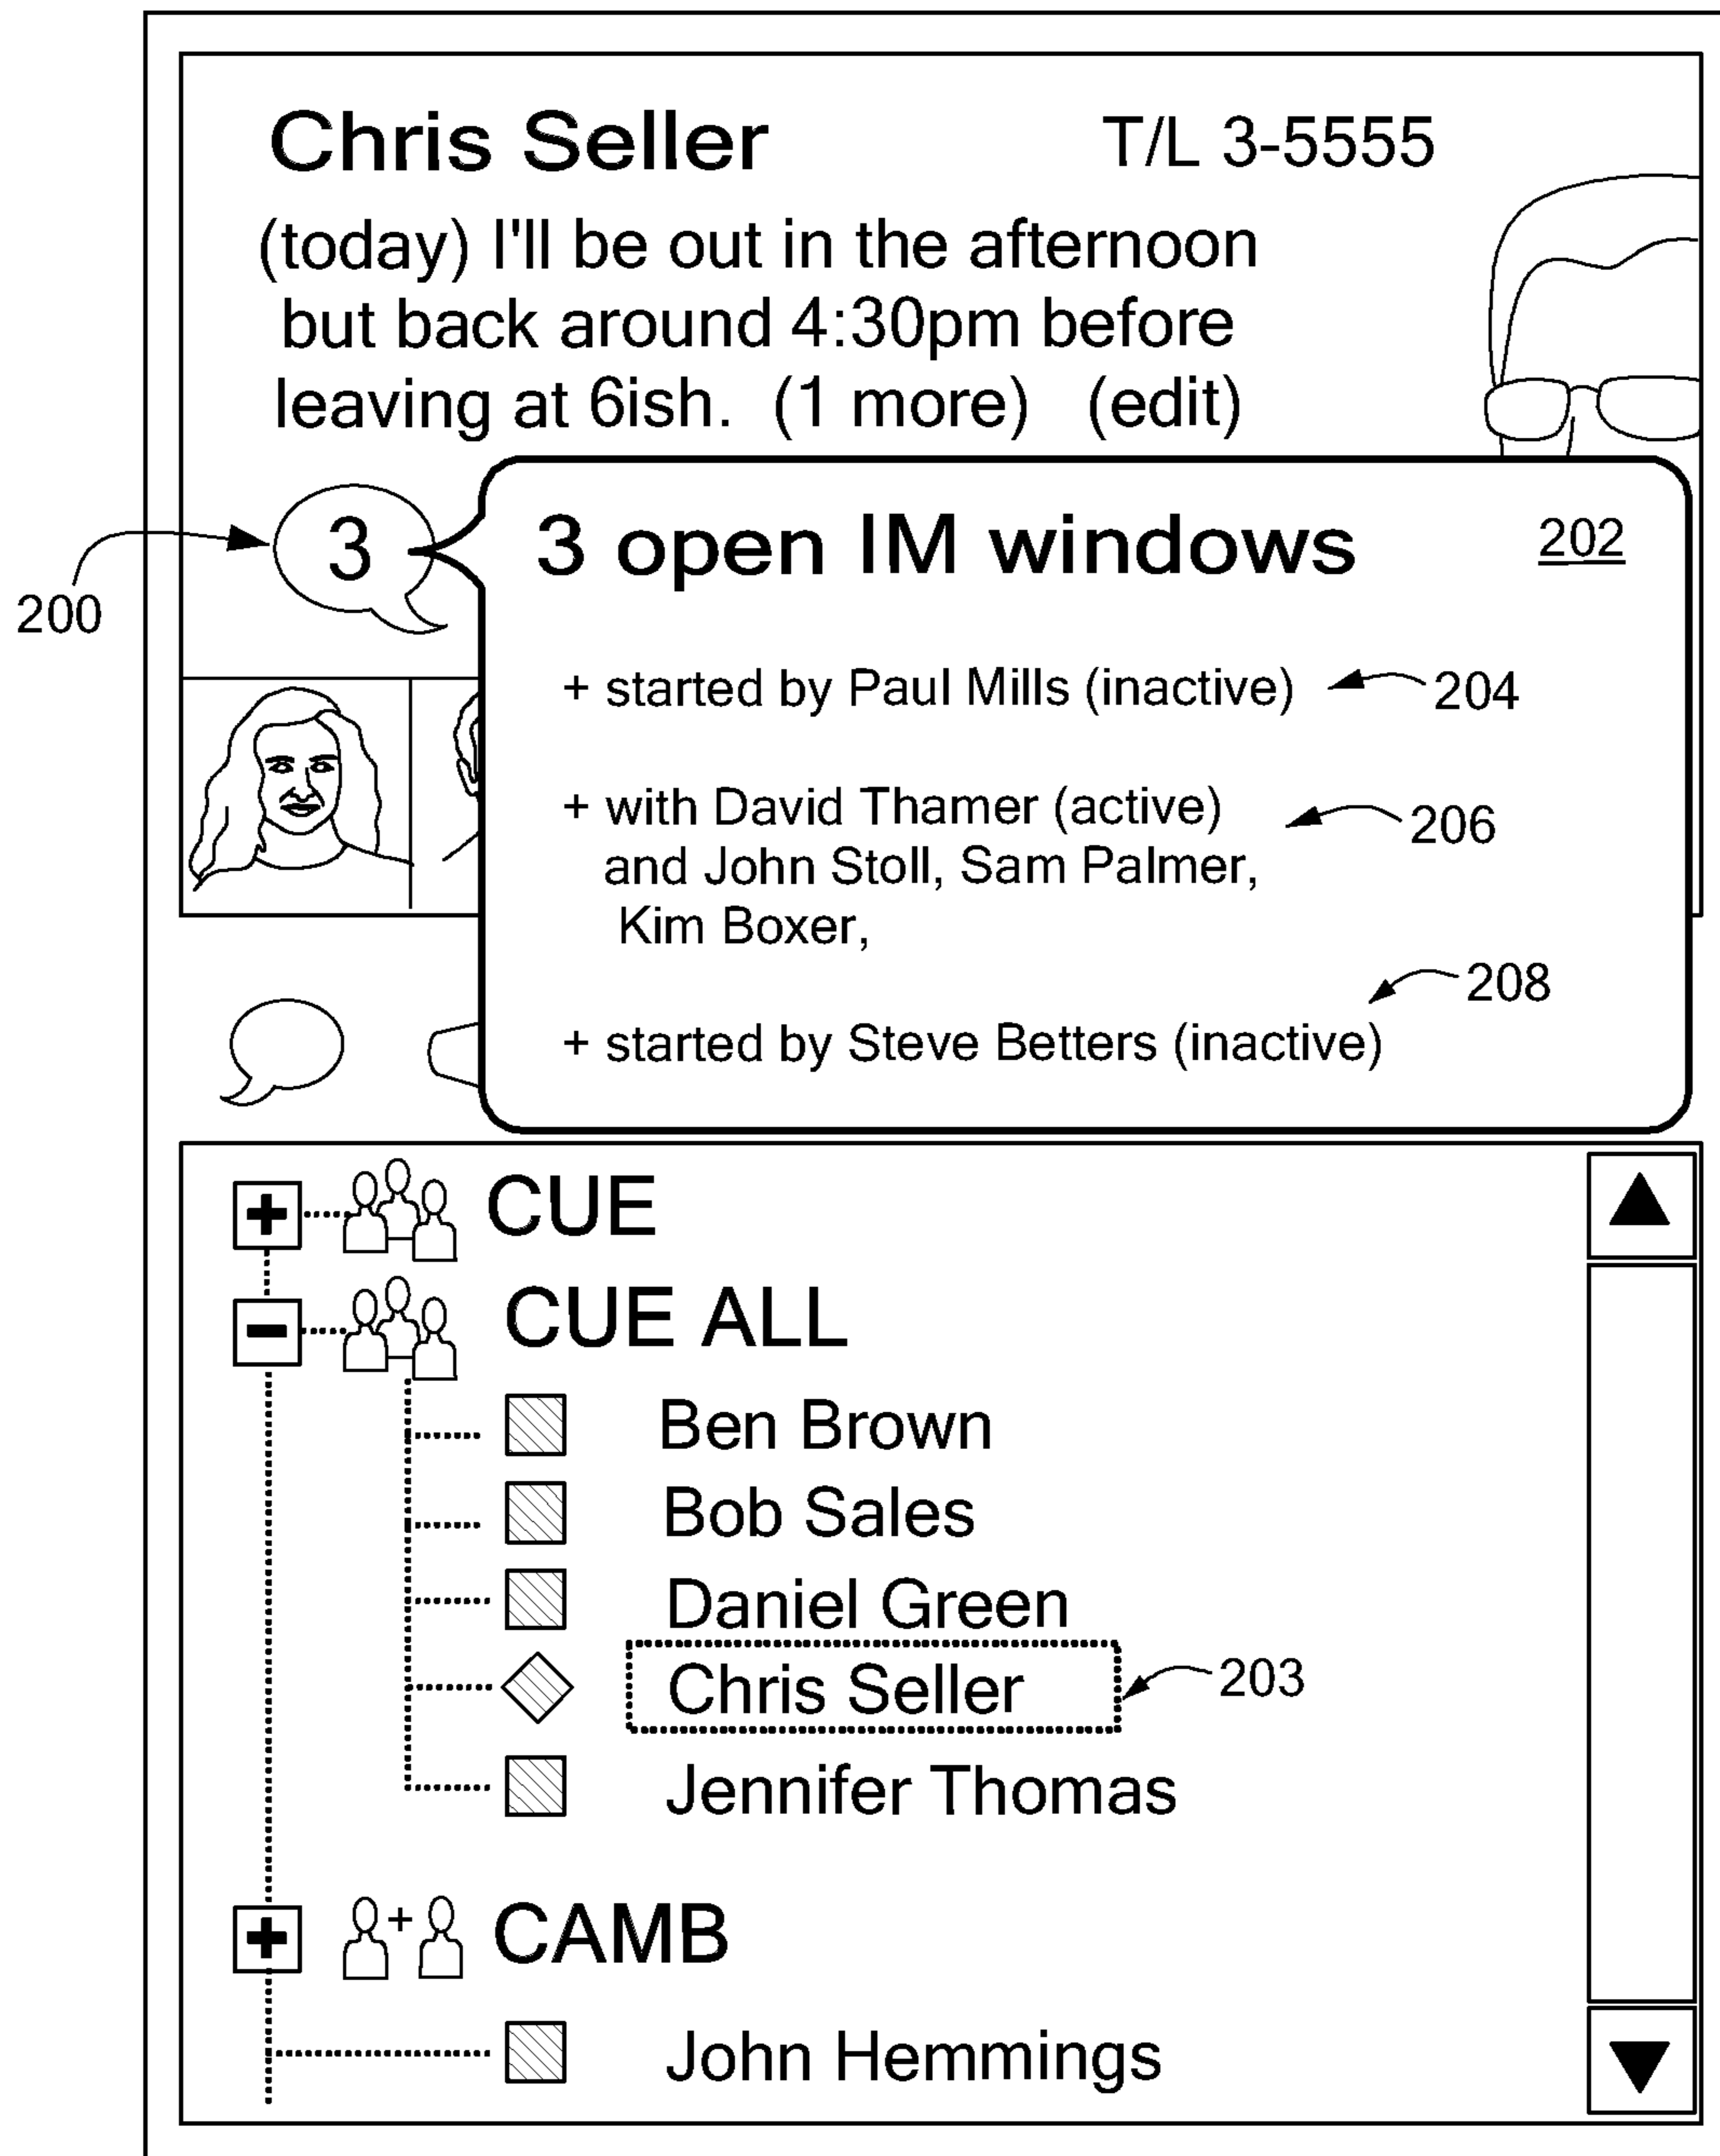 Chris Seller T/L 3-5555
(today) I'll be out in the afternoon
but back around 4:30pm before
leaving at 6ish. (1 more) (edit)
200
3
3 open IM windows 202
+ started by Paul Mills (inactive) 204
+ with David Thamer (active) 206
and John Stoll, Sam Palmer,
Kim Boxer,
208
+ started by Steve Betters (inactive)
+ CUE
- CUE ALL
Ben Brown
Bob Sales
Daniel Green
Chris Seller 203
Jennifer Thomas
+ + CAMB
John Hemmings